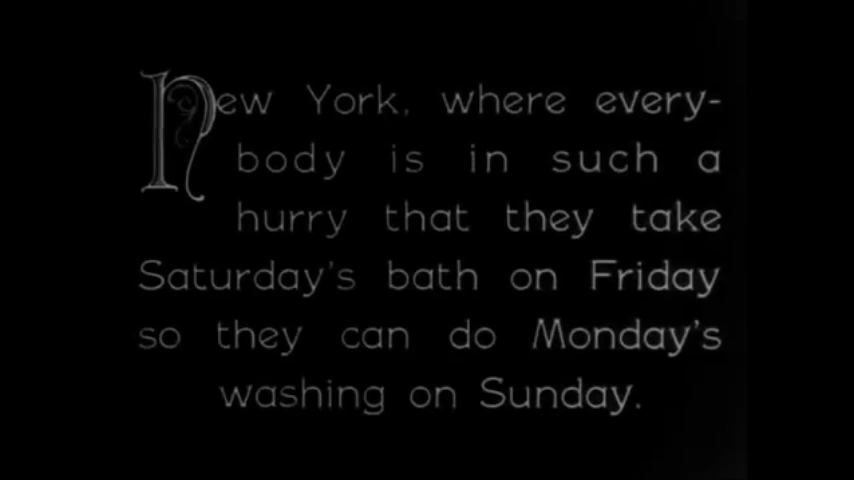 New York, where every-
body is in such a
hurry that they take
Saturday's bath on Friday
so they can do Monday's
washing on Sunday.